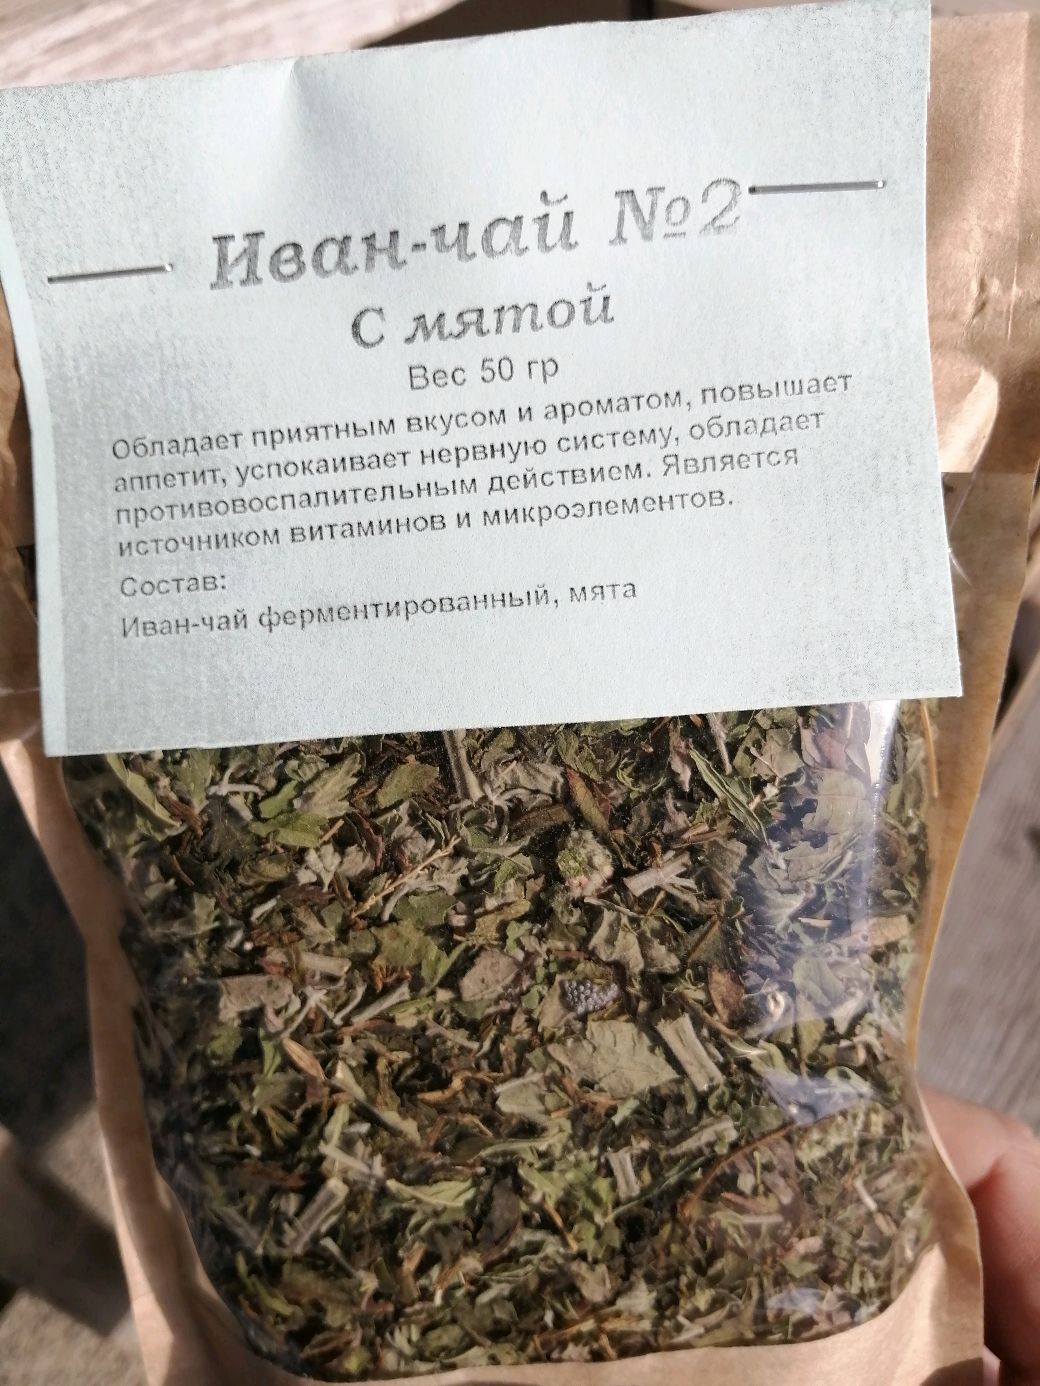 Иван-чай №2
С мятой
Вес 50 гр
Обладает приятным вкусом и ароматом, повышает
аппетит, успокаивает нервную систему, обладает
противовоспалительным действием. Является
источником витаминов и микроэлементов.
Состав:
Иван-чай ферментированный, мята